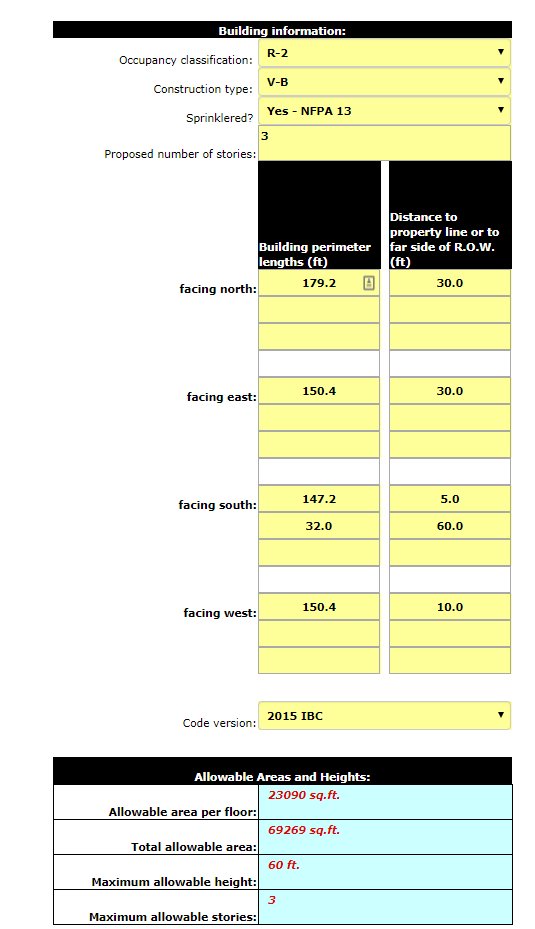 Building information:
Occupancy classification: R-2
Construction type: V-B
Sprinklered? Yes - NFPA 13
Proposed number of stories: 3
Building perimeter lengths (ft)
Distance to property line or to far side of R.O.W. (ft)
facing north: 179.2 30.0
facing east: 150.4 30.0
facing south: 147.2 5.0
32.0 60.0
facing west: 150.4 10.0
Code version: 2015 IBC
Allowable Areas and Heights:
Allowable area per floor: 23090 sq.ft.
Total allowable area: 69269 sq.ft.
Maximum allowable height: 60 ft.
Maximum allowable stories: 3